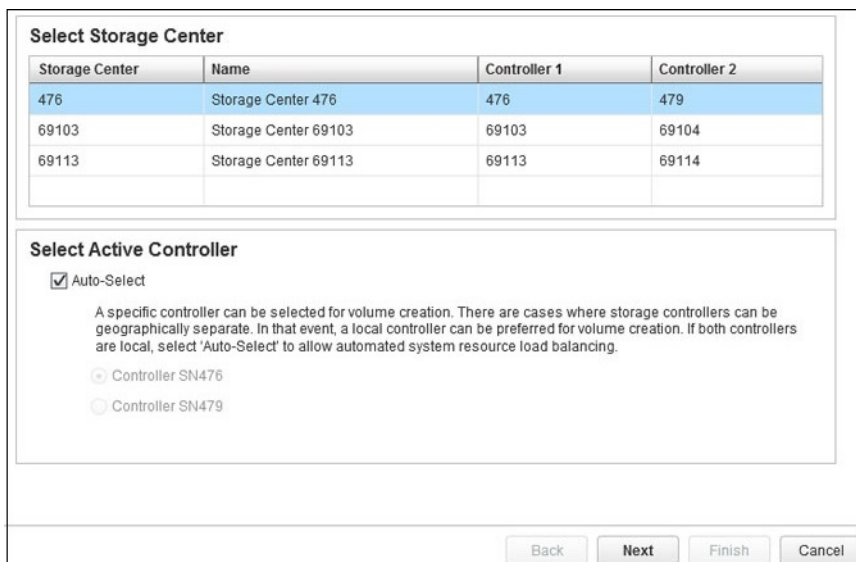 Select Storage Center
Storage Center Name Controller 1 Controller 2
476 Storage Center 476 476 479
69103 Storage Center 69103 69103 69104
69113 Storage Center 69113 69113 69114
Select Active Controller
Auto-Select
A specific controller can be selected for volume creation. There are cases where storage controllers can be
geographically separate. In that event, a local controller can be preferred for volume creation. If both controllers
are local, select 'Auto-Select' to allow automated system resource load balancing.
Controller SN476
Controller SN479
Back Next Finish Cancel